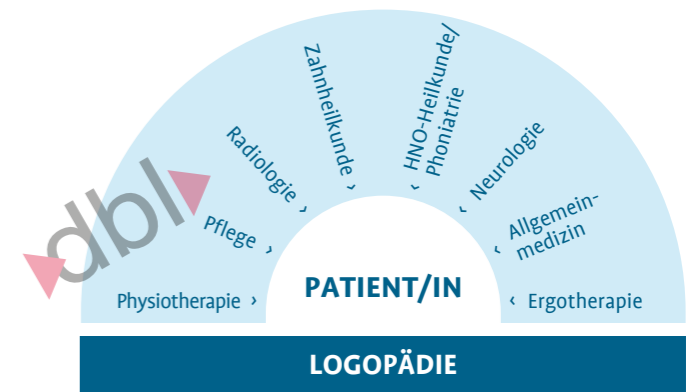 Physiotherapie ›
Pflege ›
Radiologie ›
Zahnheilkunde ›
‹ HNO-Heilkunde/
Phoniatrie
‹ Neurologie
‹ Allgemein-
medizin
‹ Ergotherapie
dbl
PATIENT/IN
LOGOPÄDIE